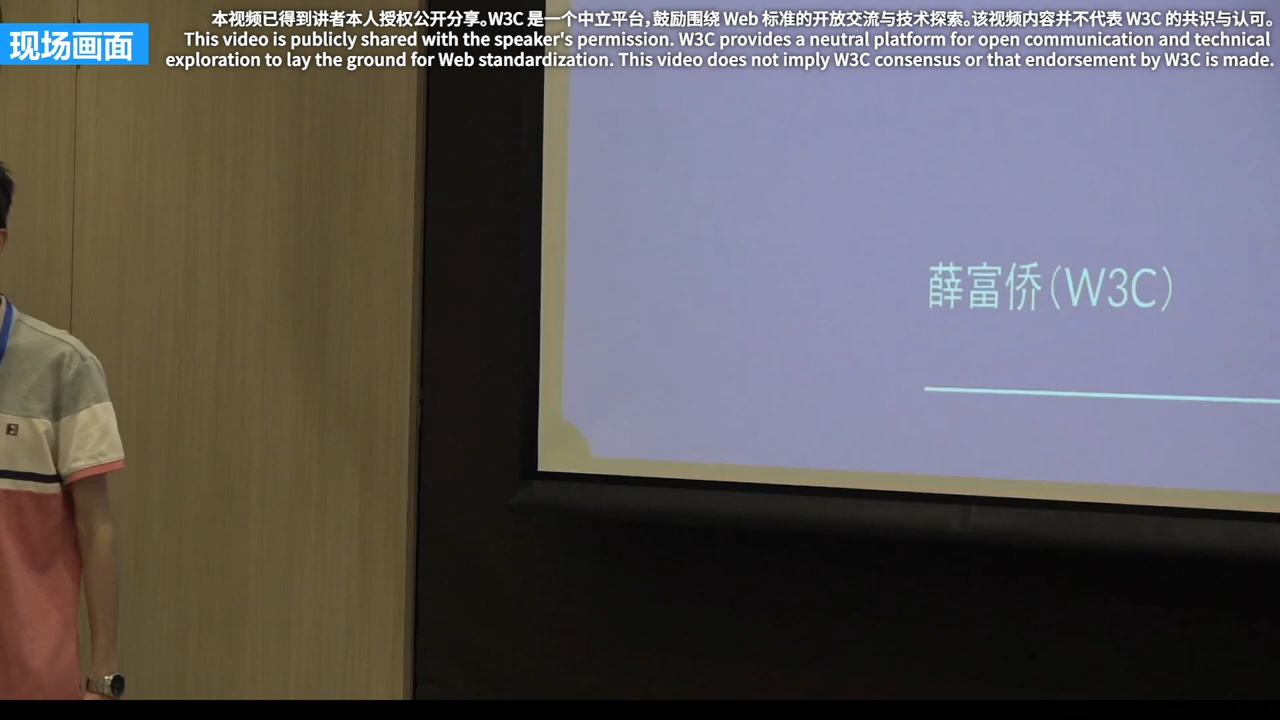 本视频已得到讲者本人授权公开分享。W3C 是一个中立平台，鼓励围绕 Web 标准的开放交流与技术探索。该视频内容并不代表 W3C 的共识与认可。
This video is publicly shared with the speaker's permission. W3C provides a neutral platform for open communication and technical
exploration to lay the ground for Web standardization. This video does not imply W3C consensus or that endorsement by W3C is made.
现场画面
薛富侨（W3C）